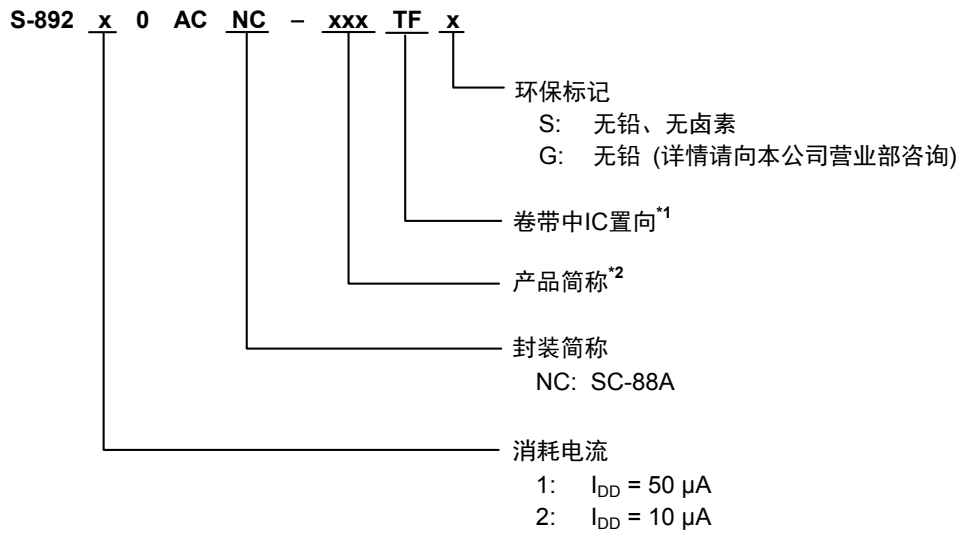 S-892 x 0 AC NC – xxx TF x
环保标记
S: 无铅、无卤素
G: 无铅 (详情请向本公司营业部咨询)
卷带中IC置向*1
产品简称*2
封装简称
NC: SC-88A
消耗电流
1: IDD = 50 µA
2: IDD = 10 µA